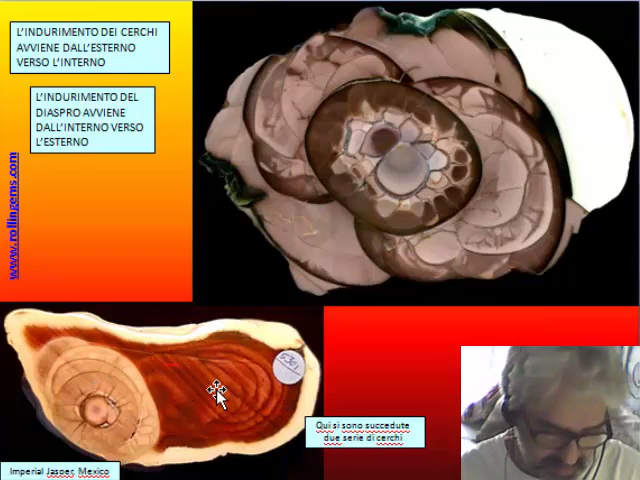 L'INDURIMENTO DEI CERCHI
AVVIENE DALL'ESTERNO
VERSO L'INTERNO
L'INDURIMENTO DEL
DIASPRO AVVIENE
DALL'INTERNO VERSO
L'ESTERNO
www.rollingems.com
Qui si sono succedute
due serie di cerchi
Imperial Jasper, Mexico